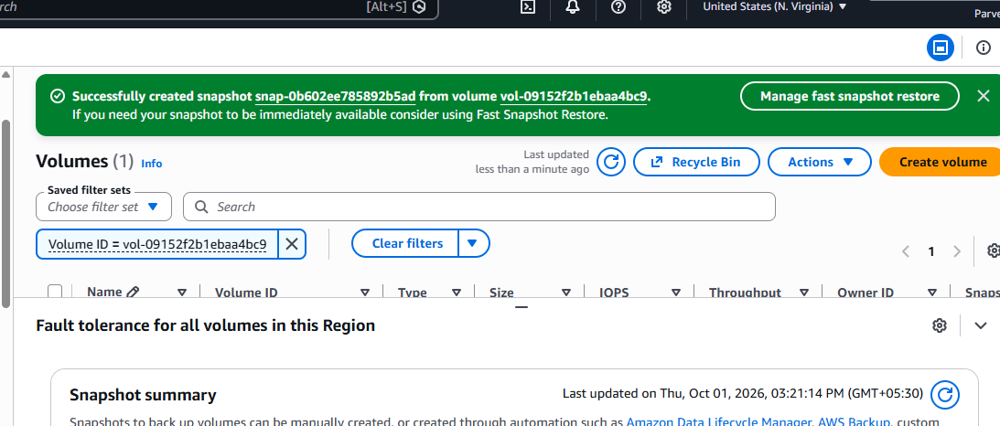 rch [Alt+S] United States (N. Virginia)
Parve
Successfully created snapshot snap-0b602ee785892b5ad from volume vol-09152f2b1ebaa4bc9.
If you need your snapshot to be immediately available consider using Fast Snapshot Restore.
Manage fast snapshot restore
Volumes (1) Info
Last updated
less than a minute ago
Recycle Bin
Actions
Create volume
Saved filter sets
Choose filter set
Search
Volume ID = vol-09152f2b1ebaa4bc9
Clear filters
1
Name Volume ID Type Size IOPS Throughput Owner ID Snaps
Fault tolerance for all volumes in this Region
Snapshot summary
Last updated on Thu, Oct 01, 2026, 03:21:14 PM (GMT+05:30)
Snapshots to back up volumes can be manually created, or created through automation such as Amazon Data Lifecycle Manager, AWS Backup, custom